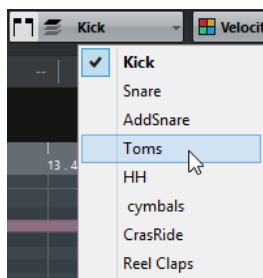 Kick Velocit
--
Kick
Snare
AddSnare
Toms
13.4
HH
cymbals
CrasRide
Reel Claps